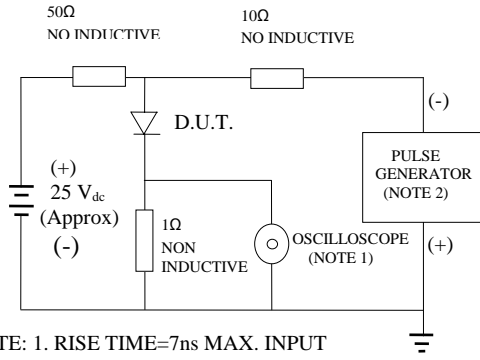 50Ω
NO INDUCTIVE
10Ω
NO INDUCTIVE
(-)
D.U.T.
PULSE
GENERATOR
(NOTE 2)
(+)
25 Vdc
(Approx)
(-)
1Ω
NON
INDUCTIVE
OSCILLOSCOPE
(NOTE 1)
(+)
TE: 1. RISE TIME=7ns MAX. INPUT